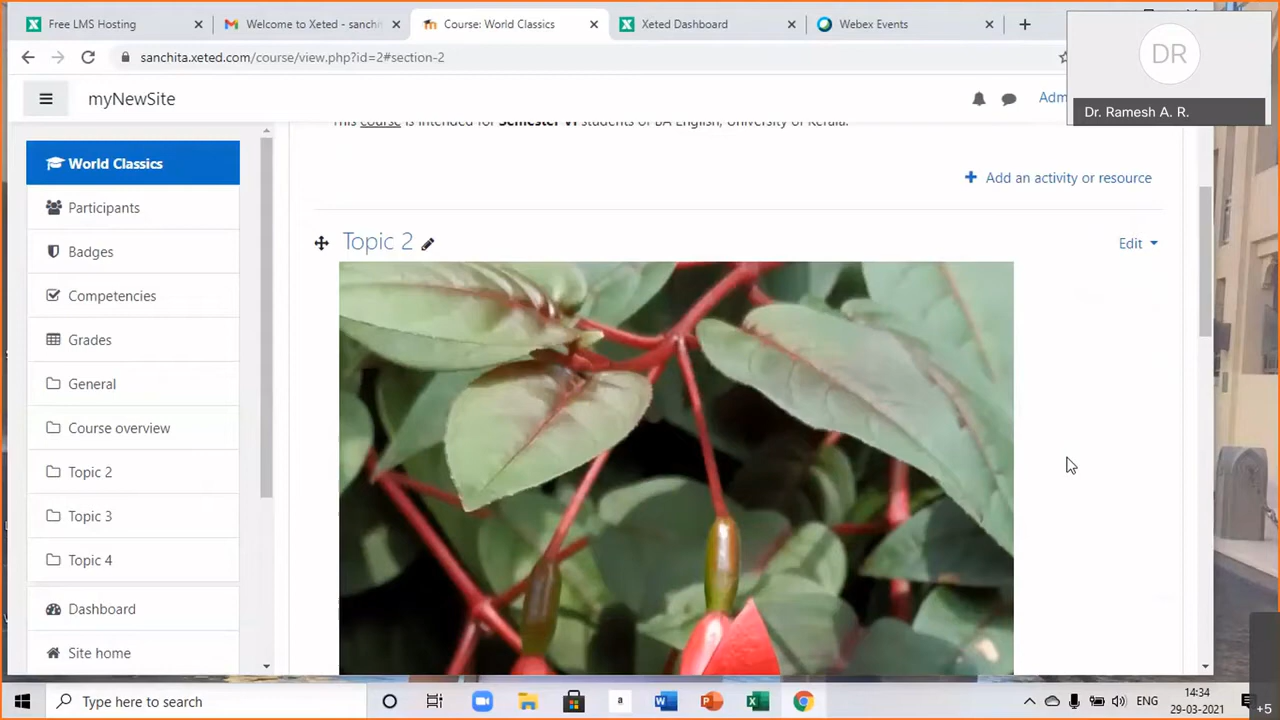 Free LMS Hosting
Welcome to Xeted - sanchi
Course: World Classics
Xeted Dashboard
Webex Events
sanchita.xeted.com/course/view.php?id=2#section-2
DR
Dr. Ramesh A. R.
myNewSite
Adm
This course is intended for Semester VI students of BA English, University of Kerala.
World Classics
Participants
Badges
Competencies
Grades
General
Course overview
Topic 2
Topic 3
Topic 4
Dashboard
Site home
Add an activity or resource
Topic 2
Edit
Type here to search
a
ENG
14:34
29-03-2021
+5